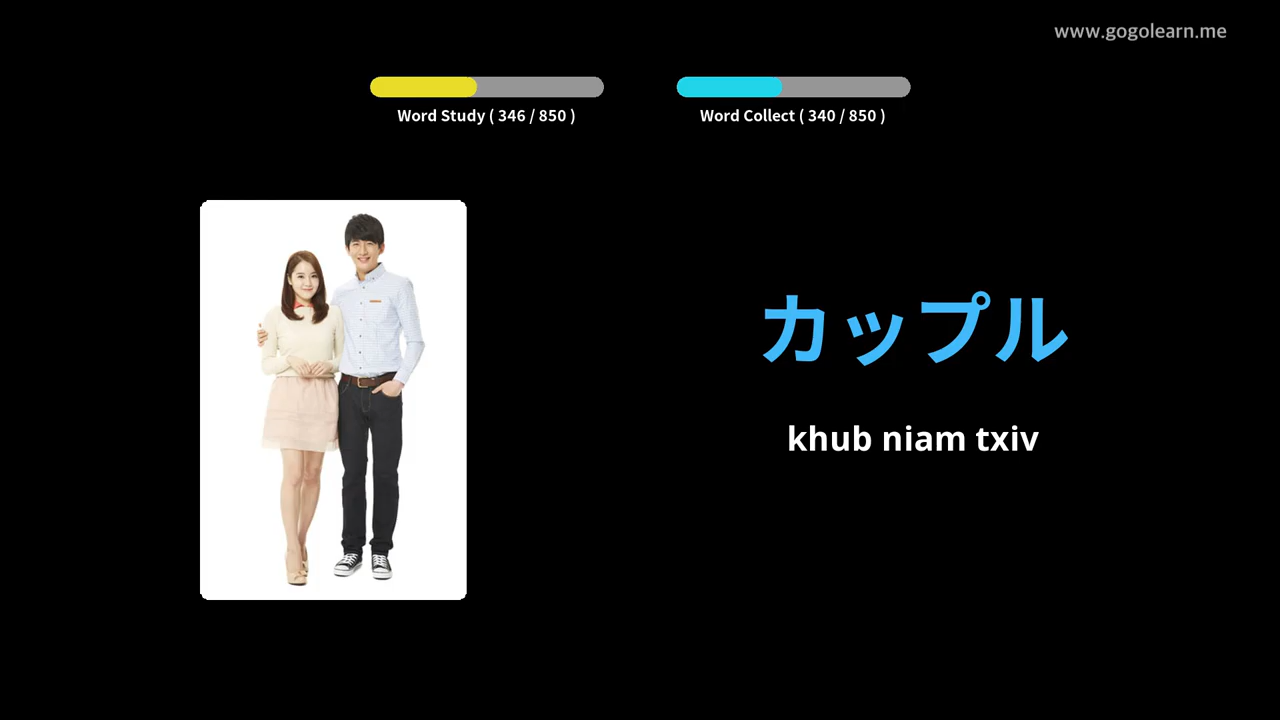 www.gogolearn.me
Word Study ( 346 / 850 )
Word Collect ( 340 / 850 )
カップル
khub niam txiv